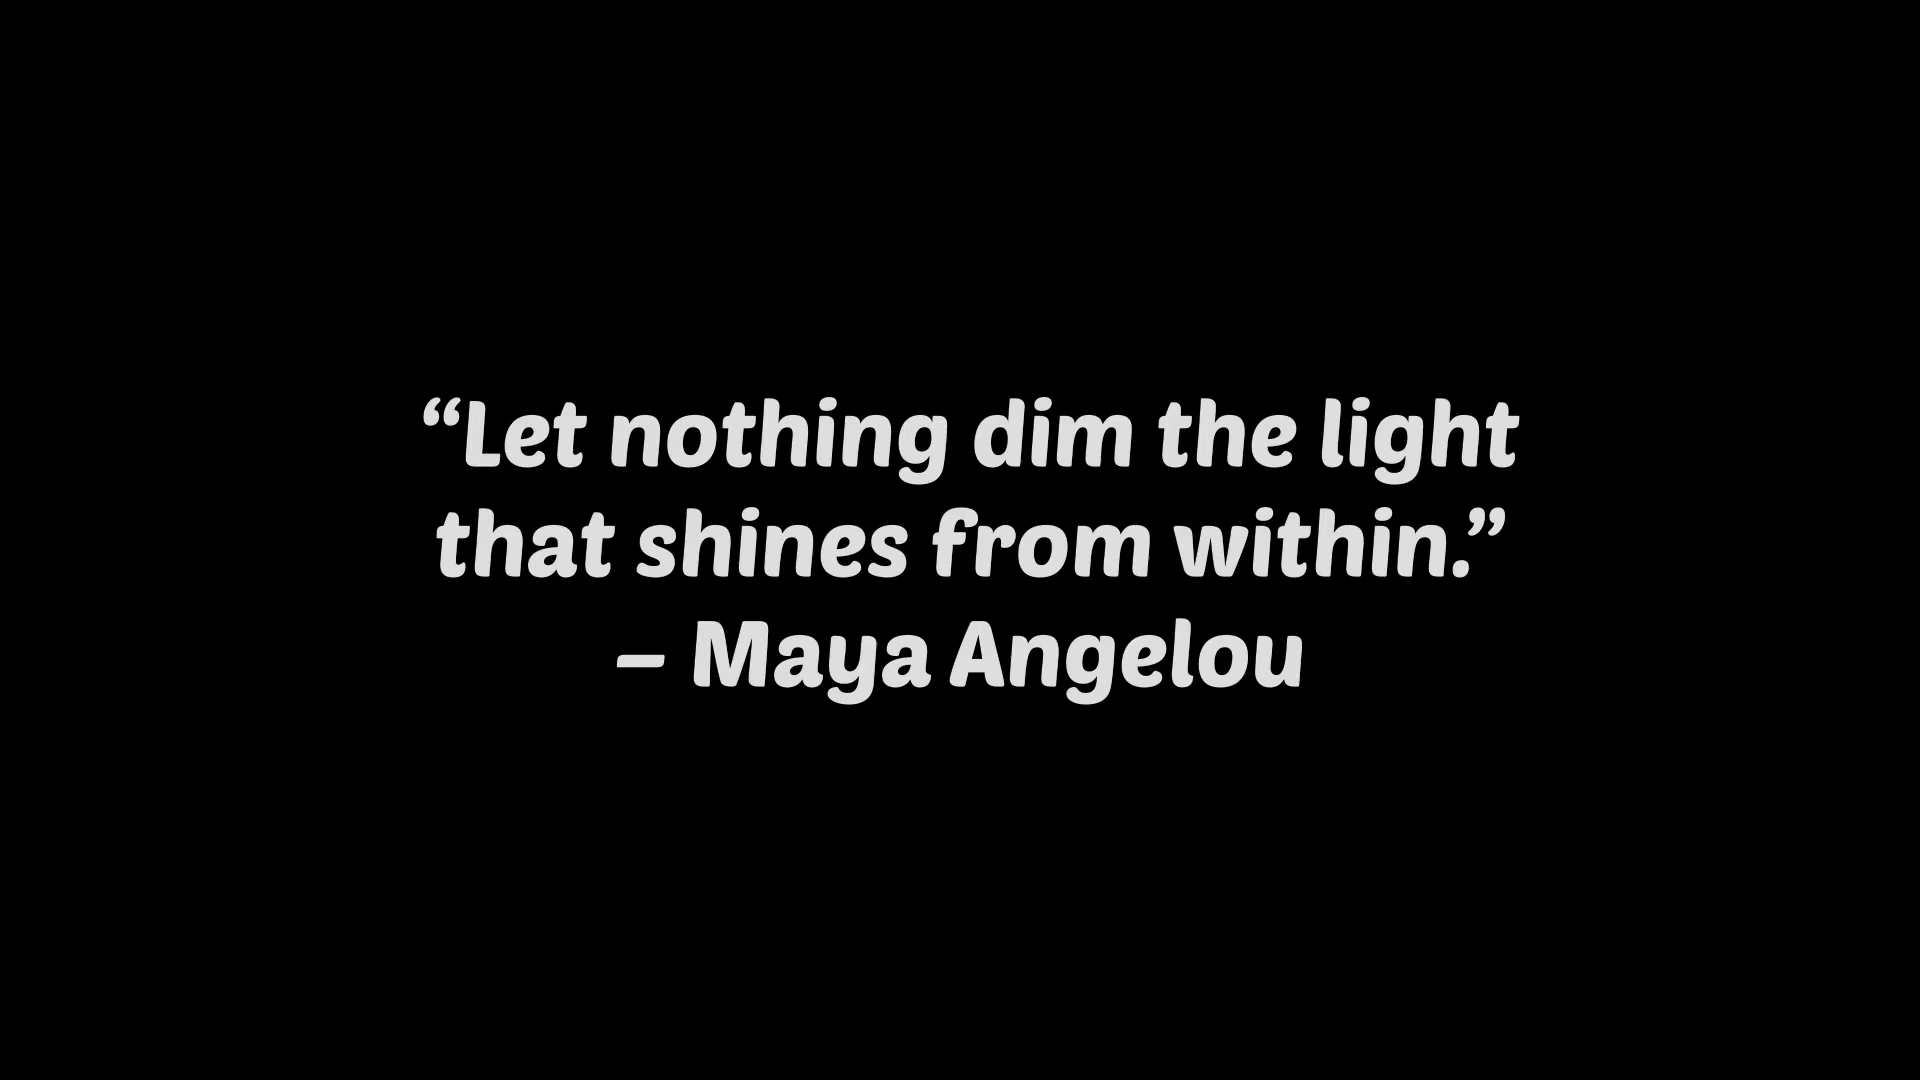 “Let nothing dim the light
that shines from within.”
– Maya Angelou